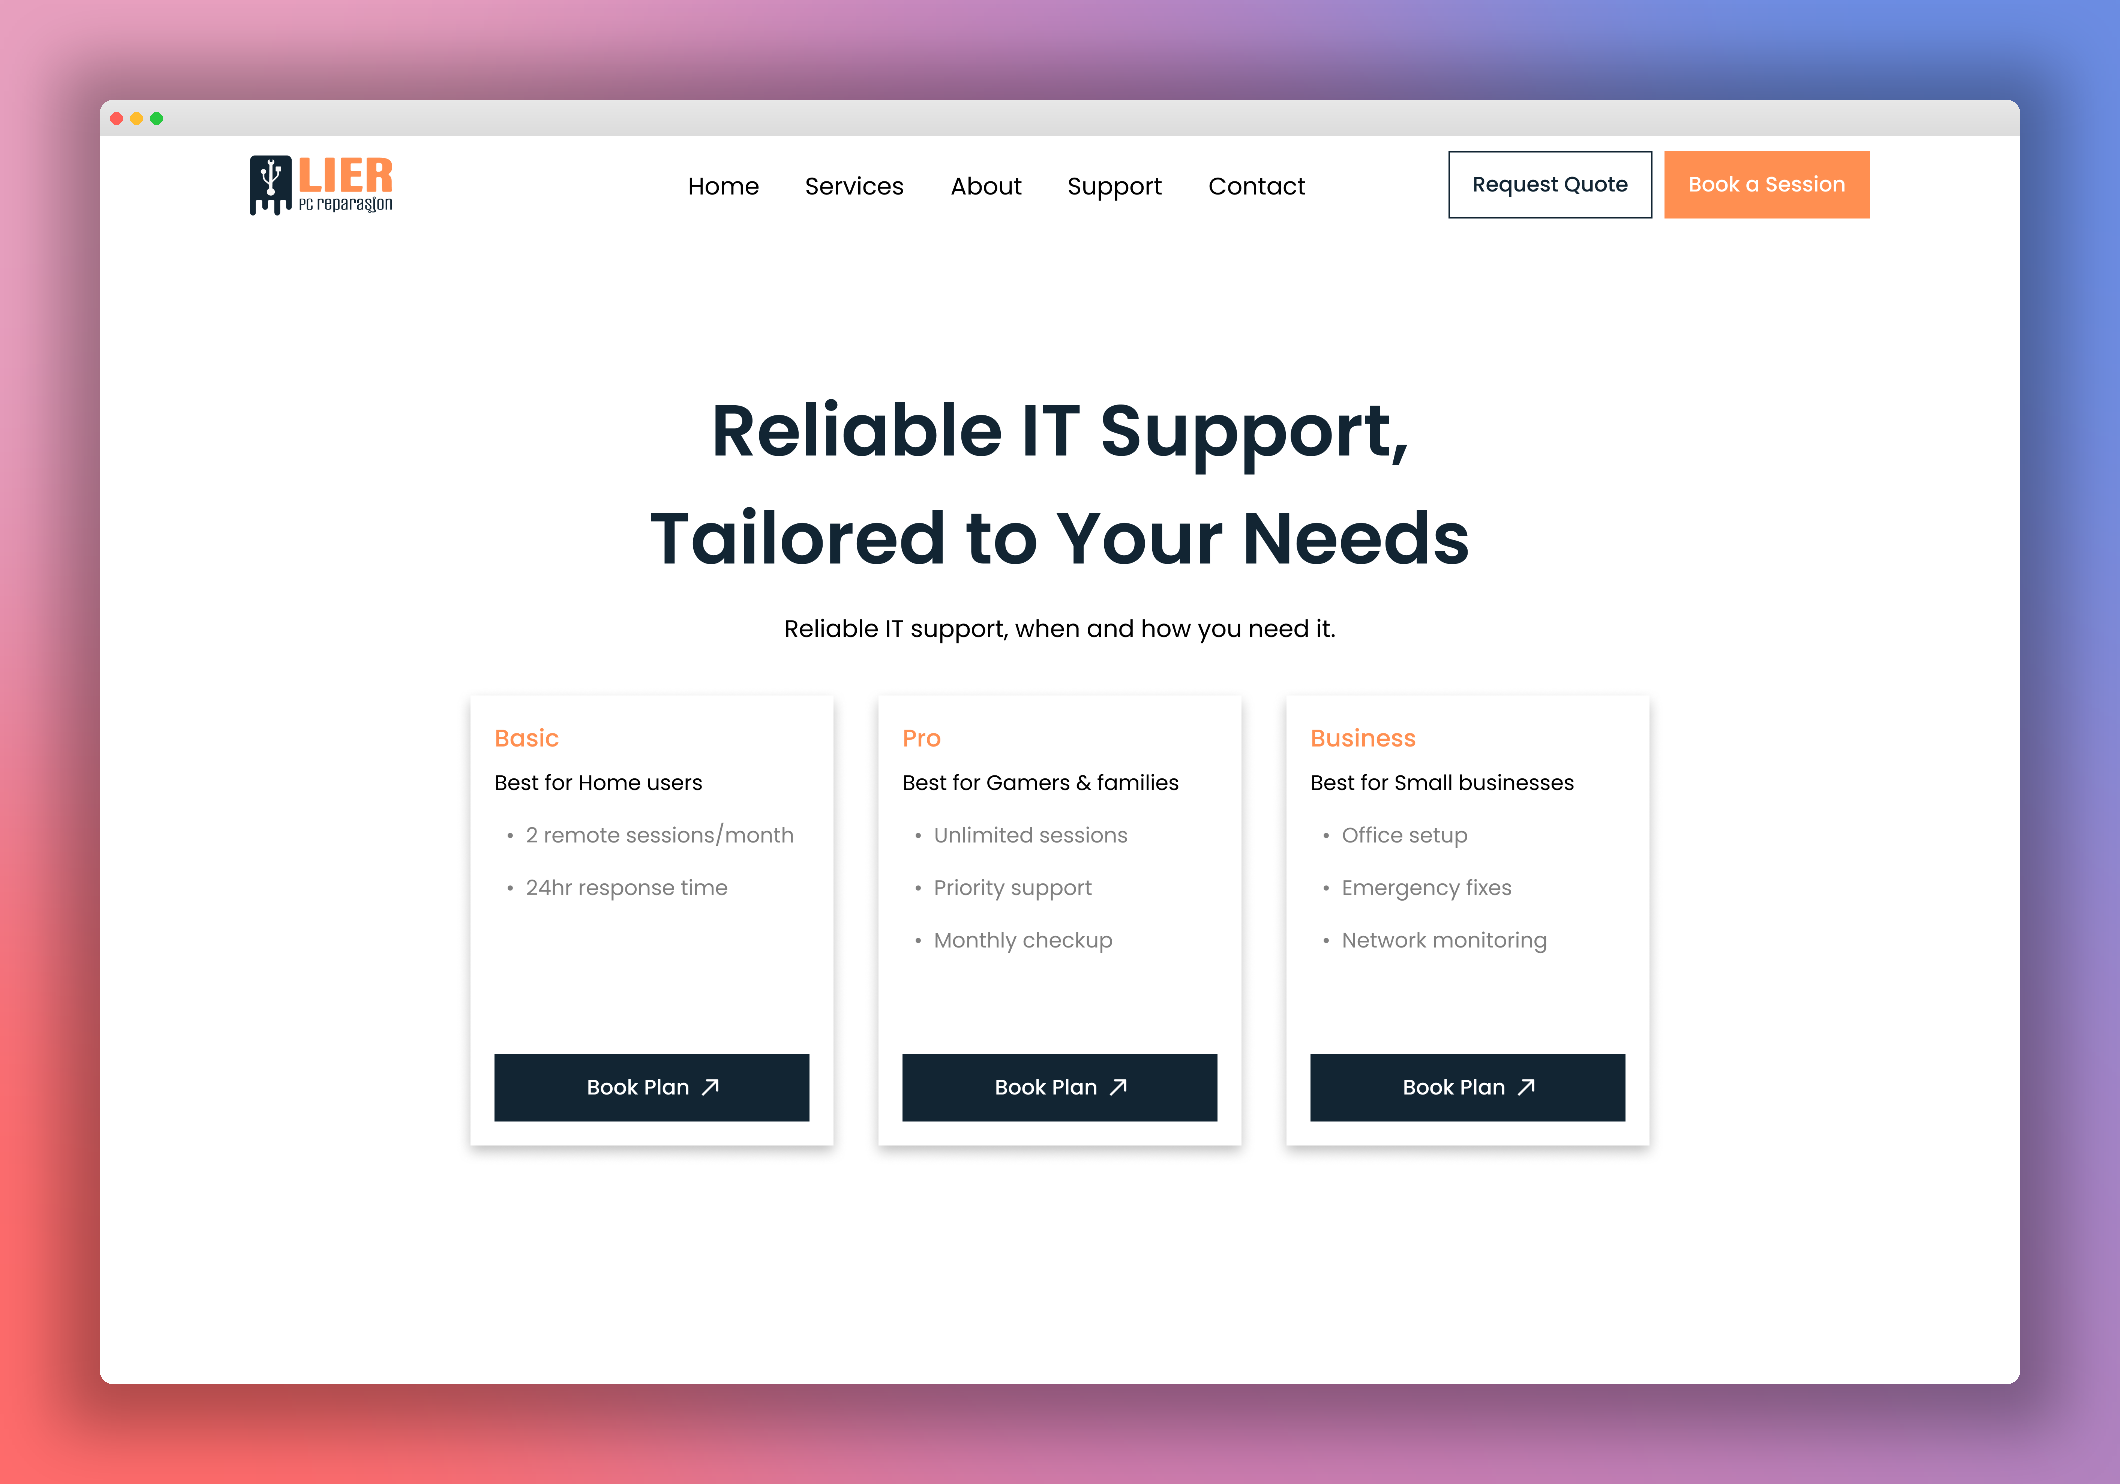 LIER
PC reparasjon
Home Services About Support Contact
Request Quote
Book a Session
Reliable IT Support,
Tailored to Your Needs
Reliable IT support, when and how you need it.
Basic
Best for Home users
• 2 remote sessions/month
• 24hr response time
Book Plan
Pro
Best for Gamers & families
• Unlimited sessions
• Priority support
• Monthly checkup
Book Plan
Business
Best for Small businesses
• Office setup
• Emergency fixes
• Network monitoring
Book Plan